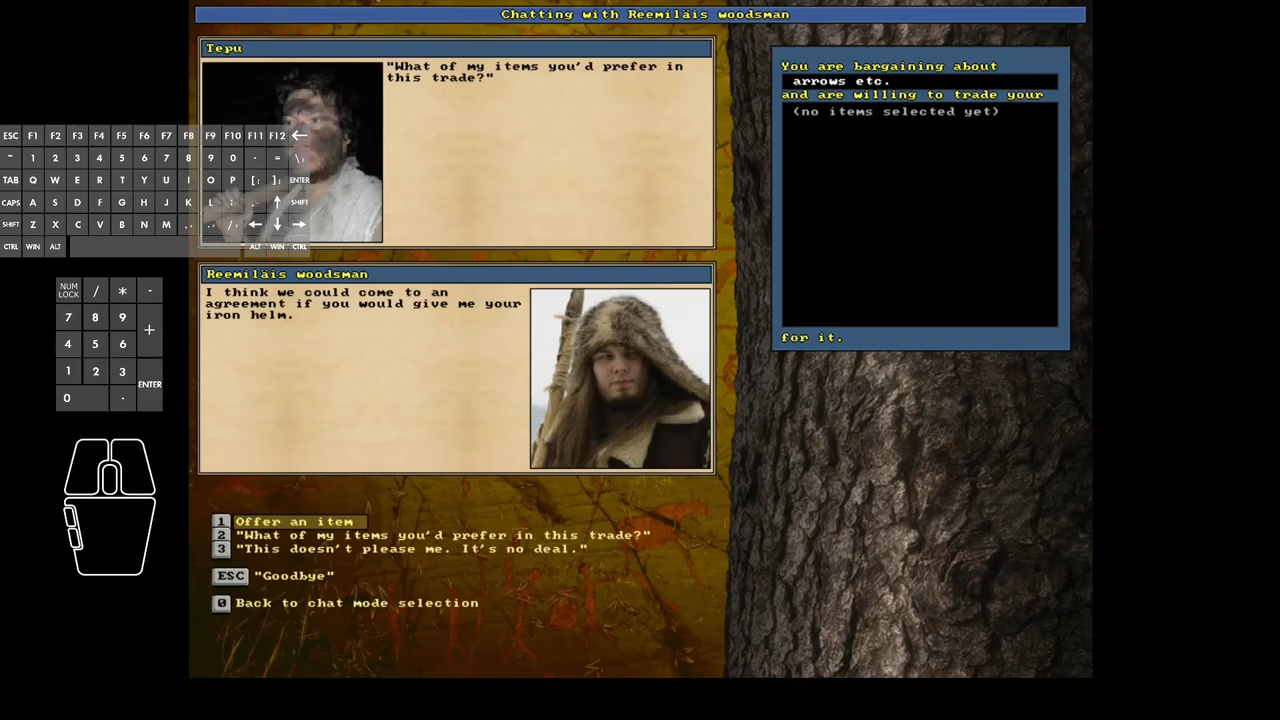 Chatting with Reemiläis woodsman
Tepu
"What of my items you'd prefer in
this trade?"
You are bargaining about
arrows etc.
and are willing to trade your
(no items selected yet)
for it.
ESC F1 F2 F3 F4 F5 F6 F7 F8 F9 F10 F11 F12 ←
~ 1 2 3 4 5 6 7 8 9 0 - = \
TAB Q W E R T Y U I O P [ ] ENTER
CAPS A S D F G H J K L ; ↑ SHIFT
SHIFT Z X C V B N M , . / ← ↓ →
CTRL WIN ALT ALT WIN CTRL
NUM LOCK / * -
7 8 9 +
4 5 6
1 2 3 ENTER
0 .
Reemiläis woodsman
I think we could come to an
agreement if you would give me your
iron helm.
1 Offer an item
2 "What of my items you'd prefer in this trade?"
3 "This doesn't please me. It's no deal."
ESC "Goodbye"
0 Back to chat mode selection